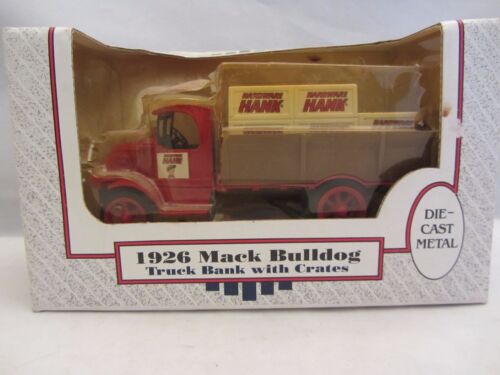 HARDWARE
HANK
HARDWARE
HANK
HARDWARE
HANK
1926 Mack Bulldog
Truck Bank with Crates
DIE-
CAST
METAL